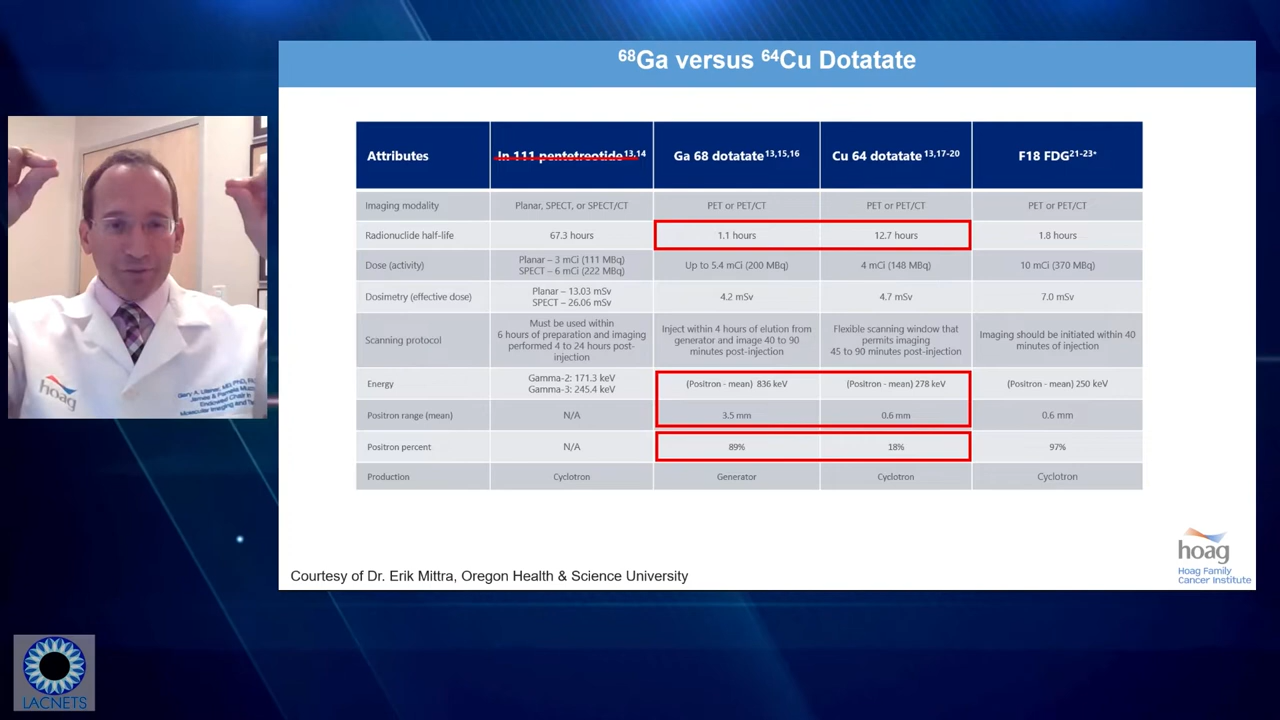 ⁶⁸Ga versus ⁶⁴Cu Dotatate
Attributes
In 111 pentetreotide¹³,¹⁴
Ga 68 dotatate¹³,¹⁵,¹⁶
Cu 64 dotatate¹³,¹⁷⁻²⁰
F18 FDG²¹⁻²³*
Imaging modality
Planar, SPECT, or SPECT/CT
PET or PET/CT
PET or PET/CT
PET or PET/CT
Radionuclide half-life
67.3 hours
1.1 hours
12.7 hours
1.8 hours
Dose (activity)
Planar – 3 mCi (111 MBq)
SPECT – 6 mCi (222 MBq)
Up to 5.4 mCi (200 MBq)
4 mCi (148 MBq)
10 mCi (370 MBq)
Dosimetry (effective dose)
Planar – 13.03 mSv
SPECT – 26.06 mSv
4.2 mSv
4.7 mSv
7.0 mSv
Scanning protocol
Must be used within
6 hours of preparation and imaging
performed 4 to 24 hours post-
injection
Inject within 4 hours of elution from
generator and image 40 to 90
minutes post-injection
Flexible scanning window that
permits imaging
45 to 90 minutes post-injection
Imaging should be initiated within 40
minutes of injection
Energy
Gamma-2: 171.3 keV
Gamma-3: 245.4 keV
(Positron - mean) 836 keV
(Positron - mean) 278 keV
(Positron - mean) 250 keV
Positron range (mean)
N/A
3.5 mm
0.6 mm
0.6 mm
Positron percent
N/A
89%
18%
97%
Production
Cyclotron
Generator
Cyclotron
Cyclotron
Courtesy of Dr. Erik Mittra, Oregon Health & Science University
hoag
Hoag Family
Cancer Institute
hoag
Gary A. Ulaner, MD, PhD,
Endowed Chair in
LACNETS